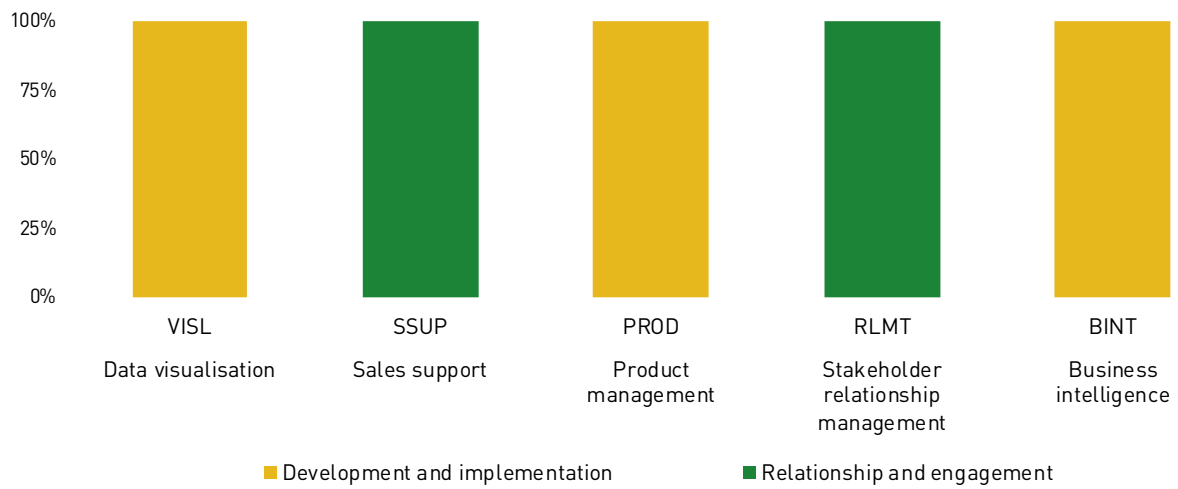 100%
75%
50%
25%
0%
VISL
SSUP
PROD
RLMT
BINT
Data visualisation
Sales support
Product
management
Stakeholder
relationship
management
Business
intelligence
Development and implementation
Relationship and engagement